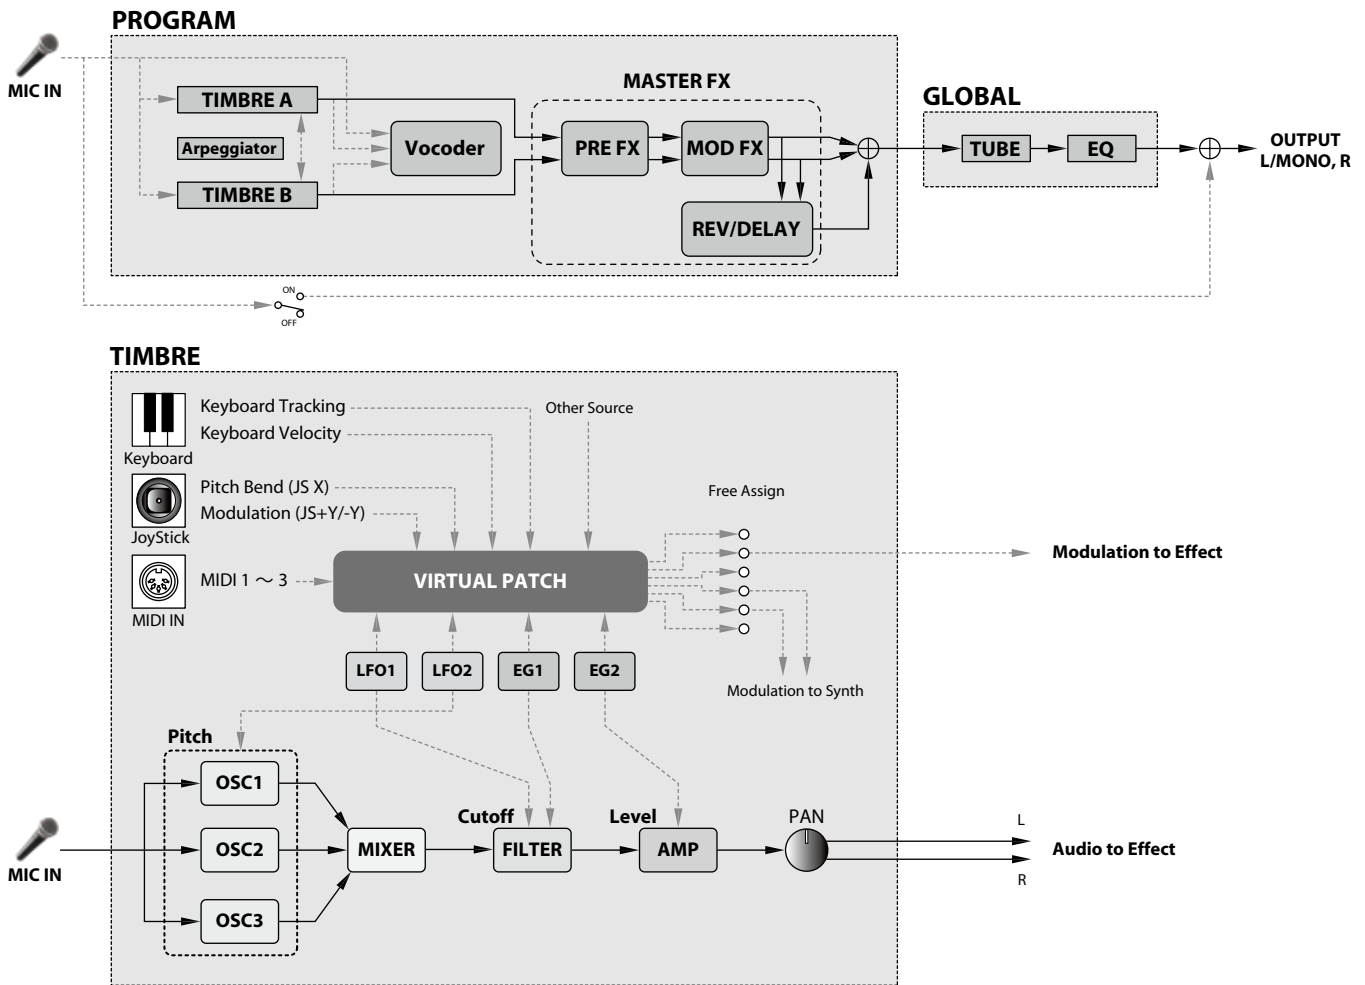 PROGRAM
MIC IN
TIMBRE A
Arpeggiator
TIMBRE B
Vocoder
MASTER FX
PRE FX
MOD FX
REV/DELAY
GLOBAL
TUBE
EQ
OUTPUT
L/MONO, R
ON
OFF
TIMBRE
Keyboard Tracking
Keyboard Velocity
Keyboard
Other Source
Pitch Bend (JS X)
Modulation (JS+Y/-Y)
JoyStick
Free Assign
MIDI 1 ～ 3
MIDI IN
VIRTUAL PATCH
Modulation to Effect
LFO1
LFO2
EG1
EG2
Modulation to Synth
Pitch
OSC1
OSC2
OSC3
MIC IN
MIXER
Cutoff
FILTER
Level
AMP
PAN
L
R
Audio to Effect